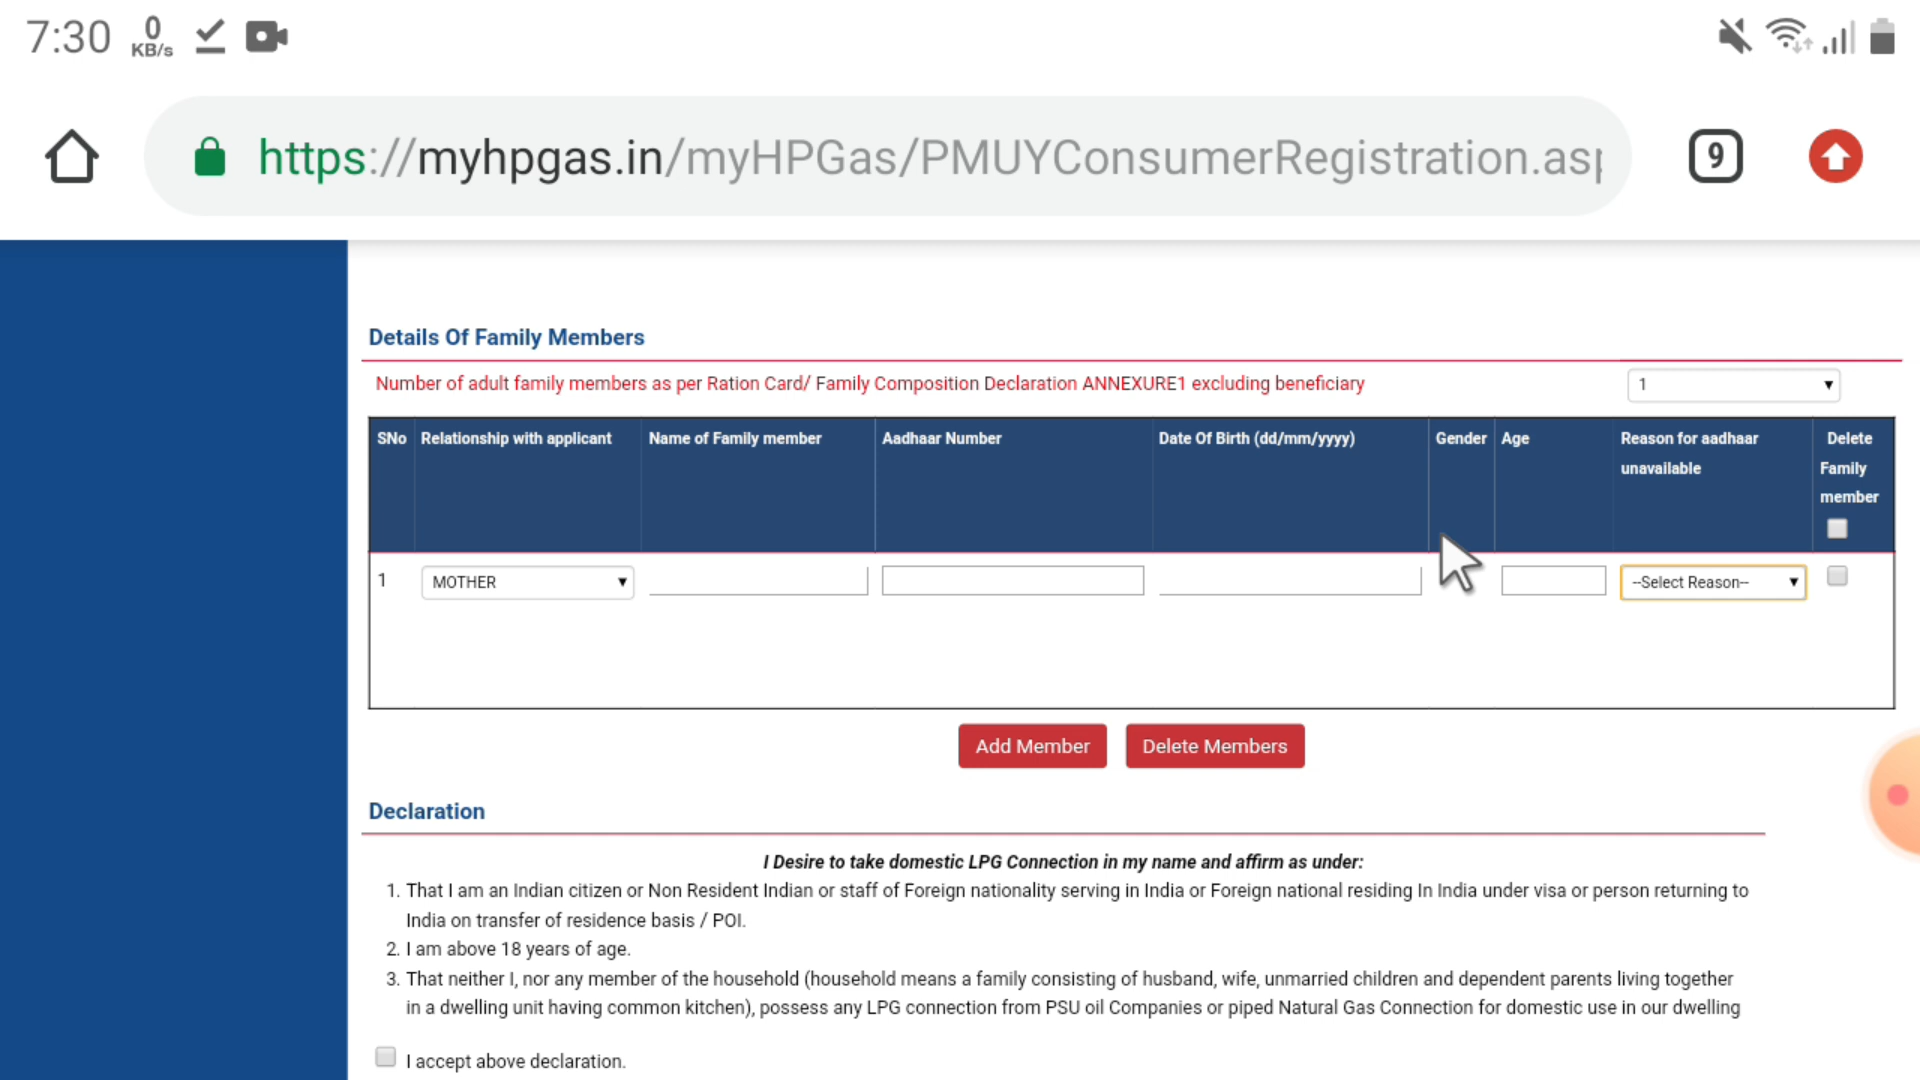 7:30 0 KB/s
https://myhpgas.in/myHPGas/PMUYConsumerRegistration.asp 9
Details Of Family Members
Number of adult family members as per Ration Card/ Family Composition Declaration ANNEXURE1 excluding beneficiary 1
SNo Relationship with applicant Name of Family member Aadhaar Number Date Of Birth (dd/mm/yyyy) Gender Age Reason for aadhaar unavailable Delete Family member
1 MOTHER --Select Reason--
Add Member Delete Members
Declaration
I Desire to take domestic LPG Connection in my name and affirm as under:
1. That I am an Indian citizen or Non Resident Indian or staff of Foreign nationality serving in India or Foreign national residing In India under visa or person returning to
India on transfer of residence basis / POI.
2. I am above 18 years of age.
3. That neither I, nor any member of the household (household means a family consisting of husband, wife, unmarried children and dependent parents living together
in a dwelling unit having common kitchen), possess any LPG connection from PSU oil Companies or piped Natural Gas Connection for domestic use in our dwelling
I accept above declaration.